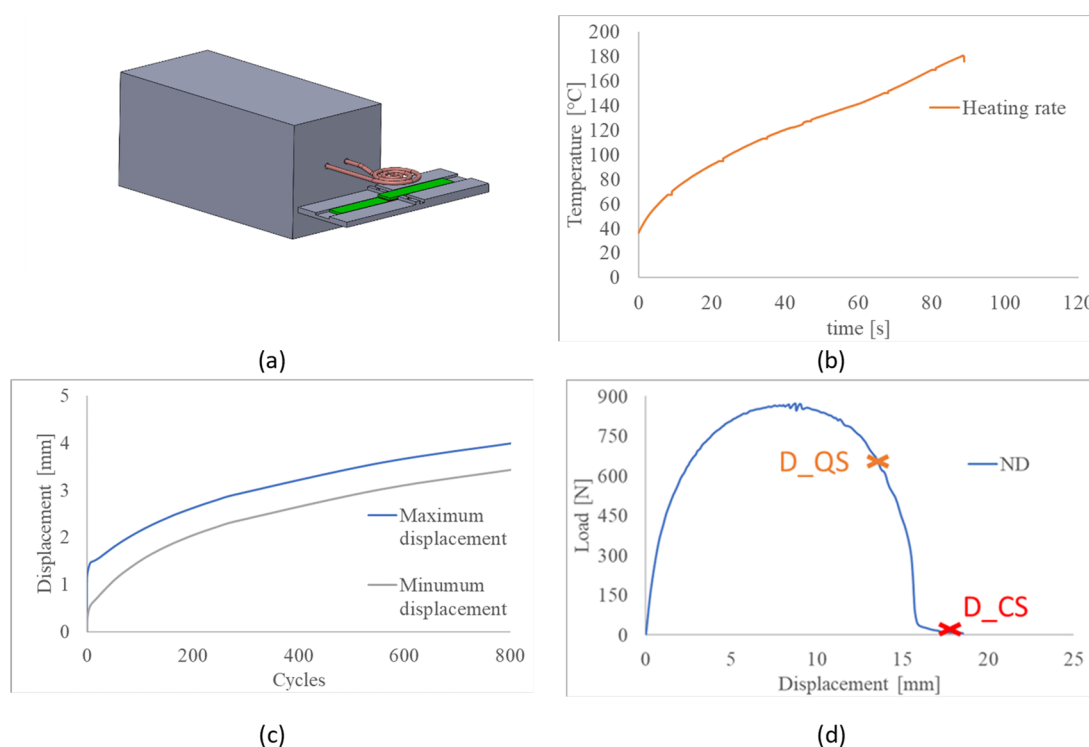 (a)
Temperature [°C]
200
180
160
140
120
100
80
60
40
20
0
Heating rate
0 20 40 60 80 100 120
time [s]
(b)
Displacement [mm]
5
4
3
2
1
0
Maximum
displacement
Minumum
displacement
0 200 400 600 800
Cycles
(c)
Load [N]
900
750
600
450
300
150
0
D_QS
ND
D_CS
0 5 10 15 20 25
Displacement [mm]
(d)